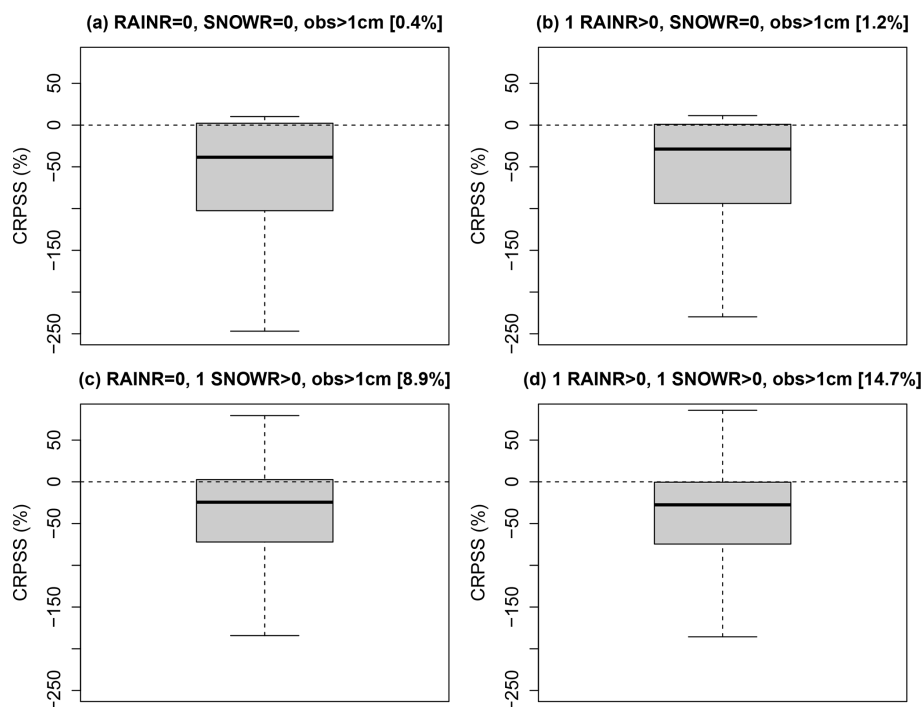 (a) RAINR=0, SNOWR=0, obs>1cm [0.4%]
CRPSS (%)
50
0
−50
−150
−250
(b) 1 RAINR>0, SNOWR=0, obs>1cm [1.2%]
CRPSS (%)
50
0
−50
−150
−250
(c) RAINR=0, 1 SNOWR>0, obs>1cm [8.9%]
CRPSS (%)
50
0
−50
−150
−250
(d) 1 RAINR>0, 1 SNOWR>0, obs>1cm [14.7%]
CRPSS (%)
50
0
−50
−150
−250